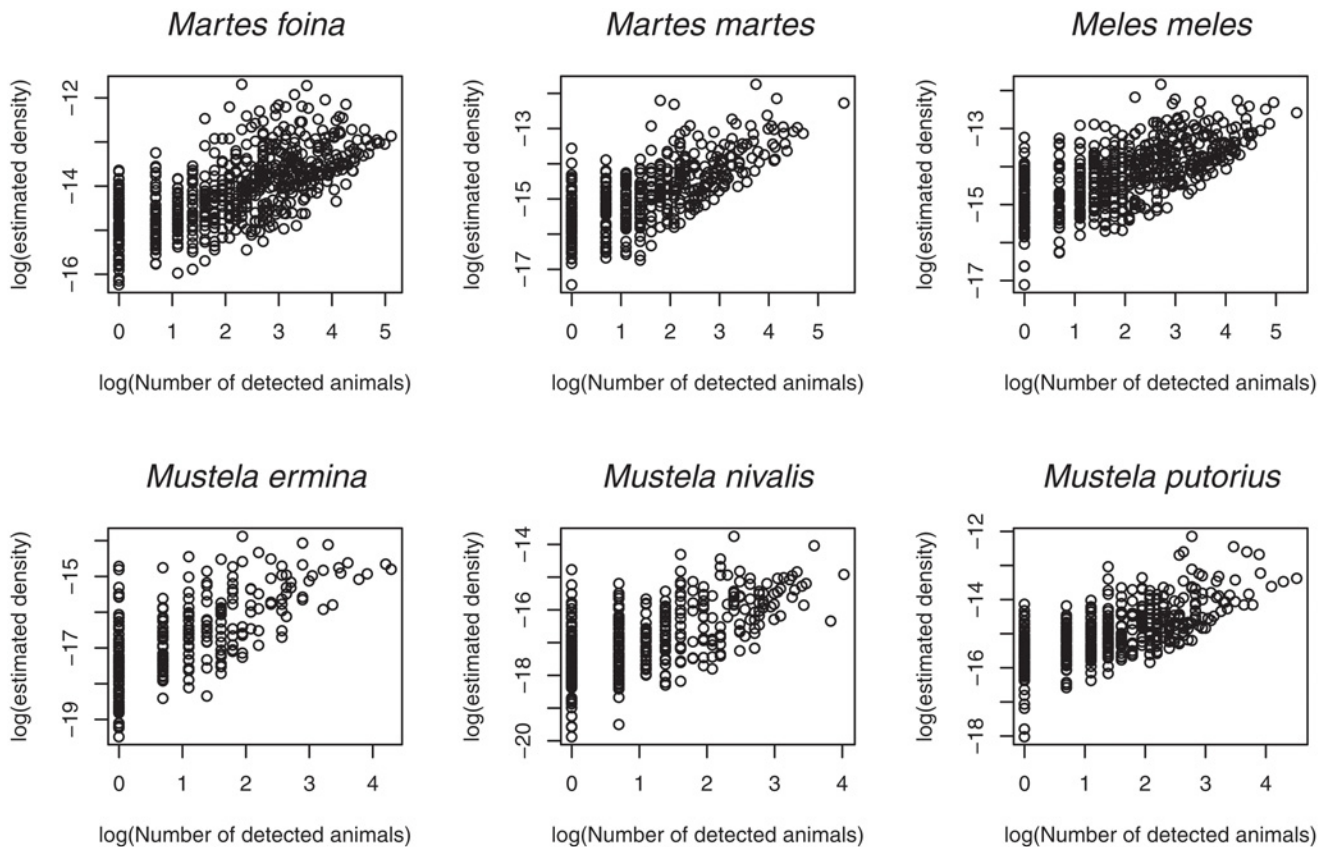 Martes foina
Martes martes
Meles meles
log(estimated density)
-12
-14
-16
0 1 2 3 4 5
log(Number of detected animals)
log(estimated density)
-13
-15
-17
0 1 2 3 4 5
log(Number of detected animals)
log(estimated density)
-13
-15
-17
0 1 2 3 4 5
log(Number of detected animals)
Mustela ermina
Mustela nivalis
Mustela putorius
log(estimated density)
-15
-17
-19
0 1 2 3 4
log(Number of detected animals)
log(estimated density)
-14
-16
-18
-20
0 1 2 3 4
log(Number of detected animals)
log(estimated density)
-12
-14
-16
-18
0 1 2 3 4
log(Number of detected animals)